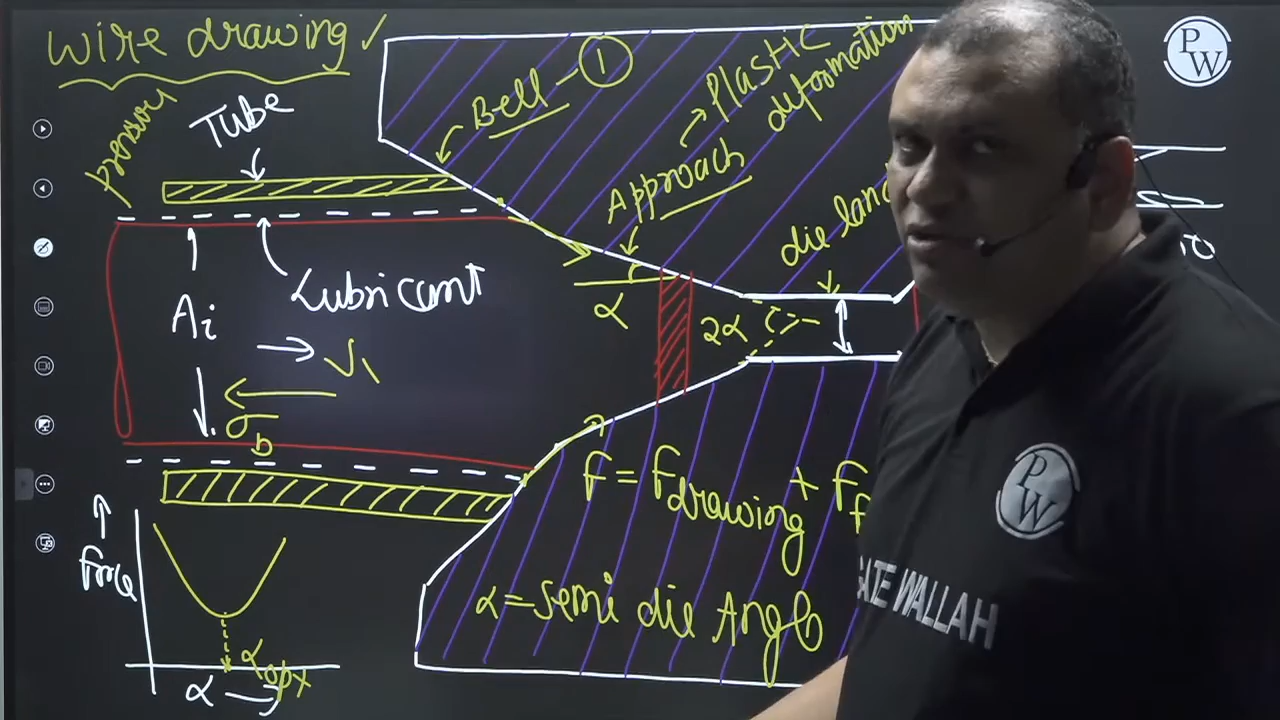 wire drawing ✓
Tube
Bell - ①
→ Plastic
deformation
Approach
die lan
Lubricant
Ai
α
2α
→ V1
σb
F = Fdrawing + Ff
α = semi die Angle
↑
force
α →
αopt
PW
PW
GATE WALLAH